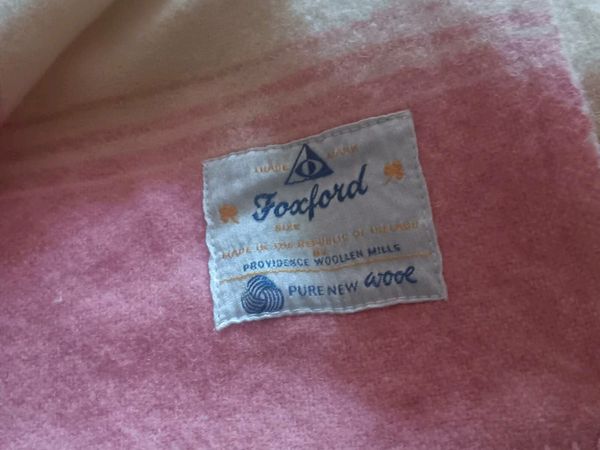 TRADE MARK
Foxford
SIZE
MADE IN THE REPUBLIC OF IRELAND
BY
PROVIDENCE WOOLLEN MILLS
PURE NEW WOOL